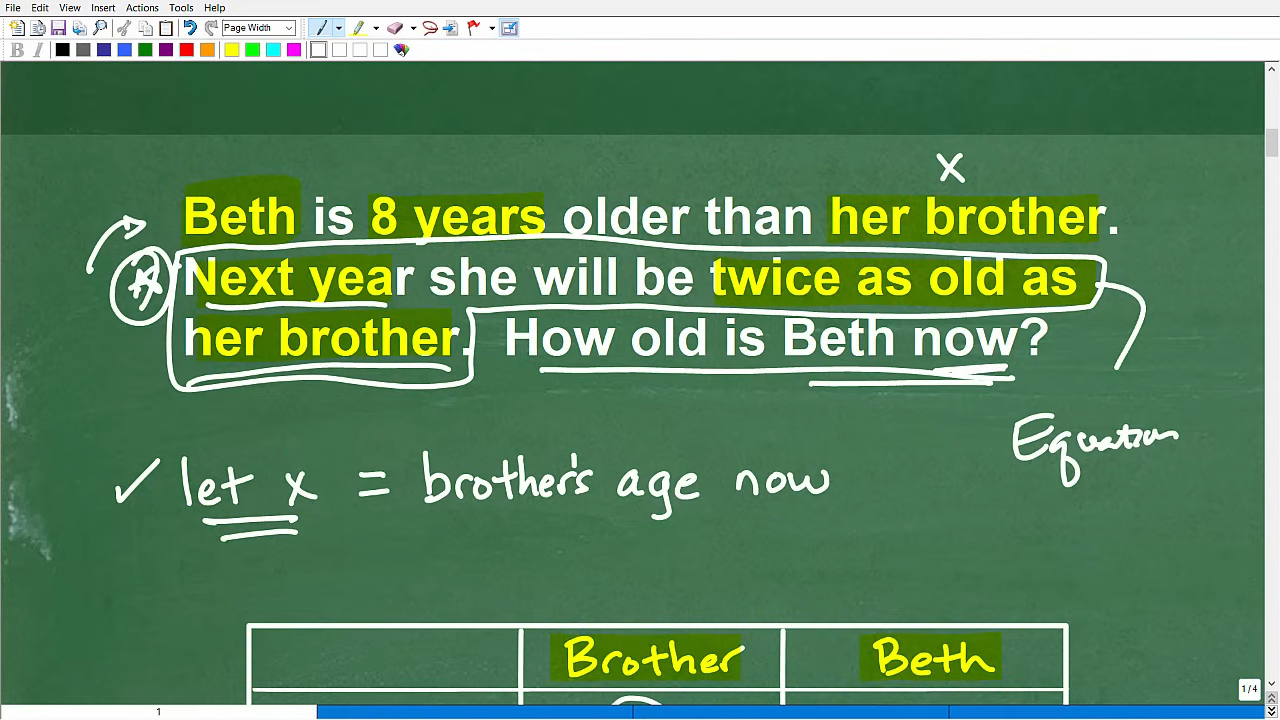 File Edit View Insert Actions Tools Help
Page Width
B I
X
Beth is 8 years older than her brother.
Next year she will be twice as old as
her brother. How old is Beth now?
Equation
✓ let x = brother's age now
Brother Beth
1/4
1